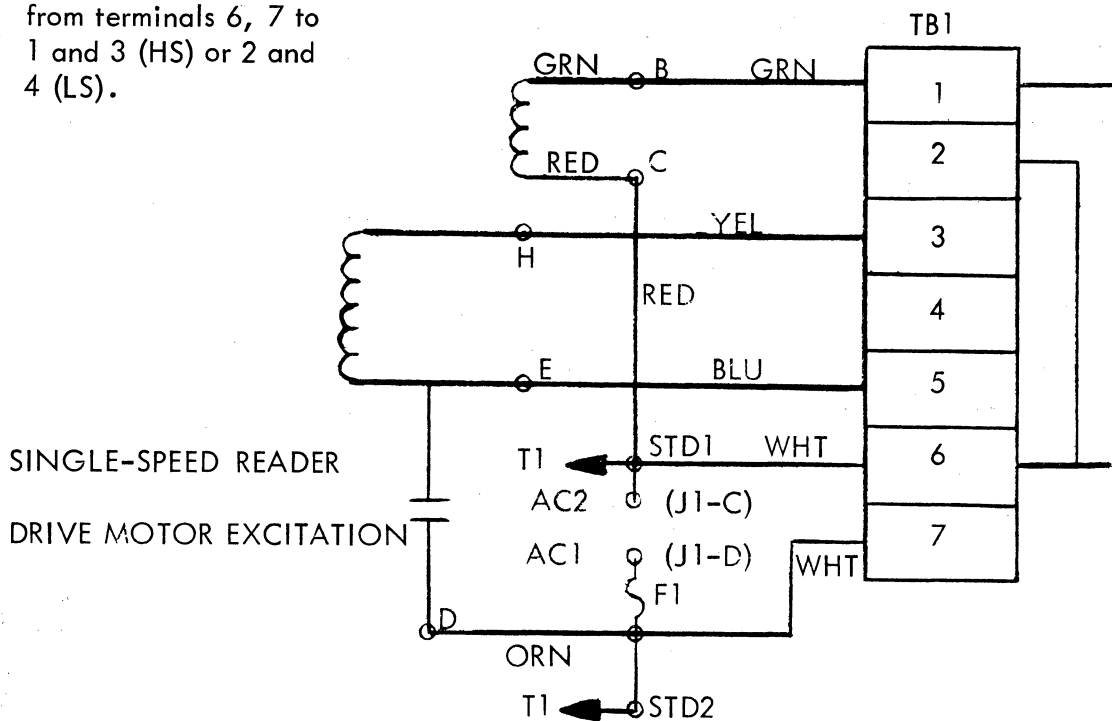 from terminals 6, 7 to
1 and 3 (HS) or 2 and
4 (LS).
TB1
GRN B GRN
1
RED C
2
YEL
3
H
RED
4
E BLU
5
SINGLE-SPEED READER
T1 STD1 WHT
6
AC2 (J1-C)
DRIVE MOTOR EXCITATION
7
AC1 (J1-D)
WHT
F1
D
ORN
T1 STD2